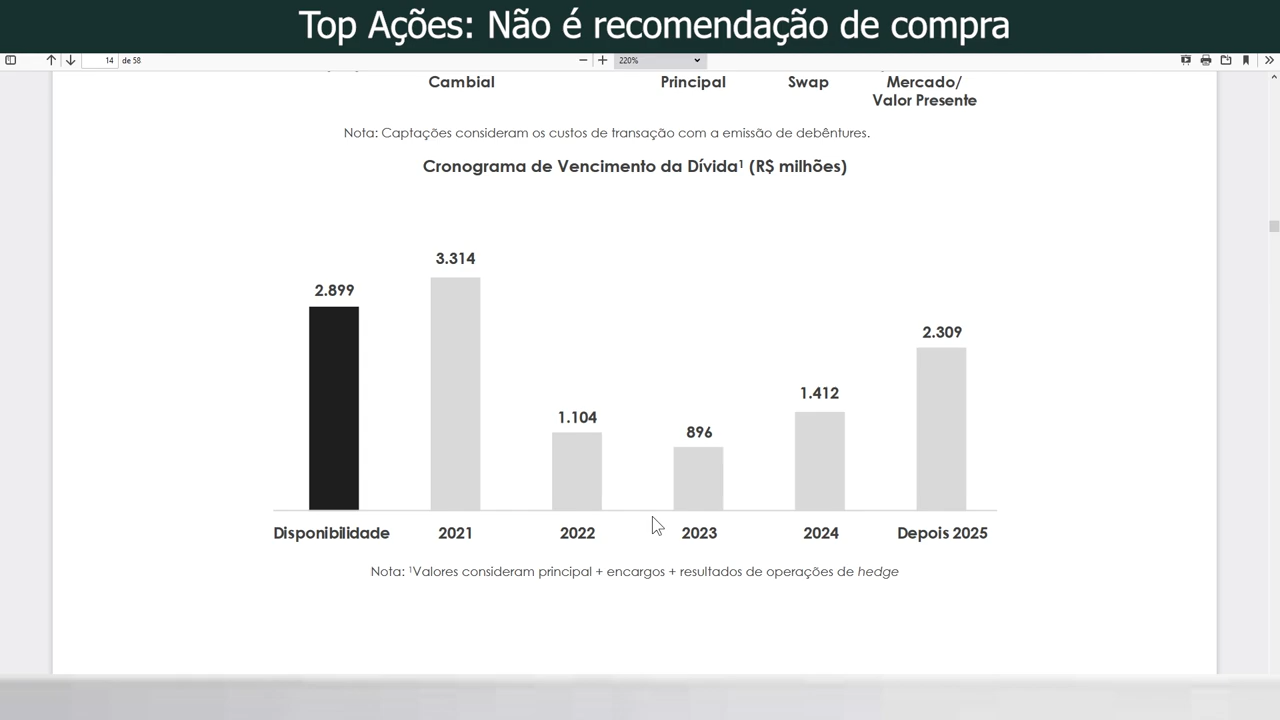 Top Ações: Não é recomendação de compra
14 de 58
220%
Cambial Principal Swap Mercado/
Valor Presente
Nota: Captações consideram os custos de transação com a emissão de debêntures.
Cronograma de Vencimento da Dívida¹ (R$ milhões)
2.899 3.314 1.104 896 1.412 2.309
Disponibilidade 2021 2022 2023 2024 Depois 2025
Nota: ¹Valores consideram principal + encargos + resultados de operações de hedge